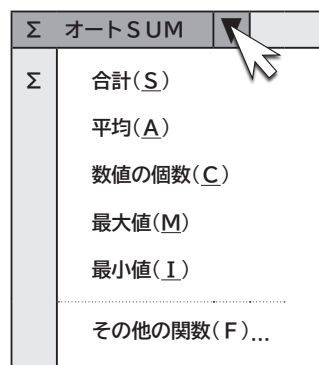 Σ オートSUM ▼
Σ 合計(S)
平均(A)
数値の個数(C)
最大値(M)
最小値(I)
その他の関数(F)...